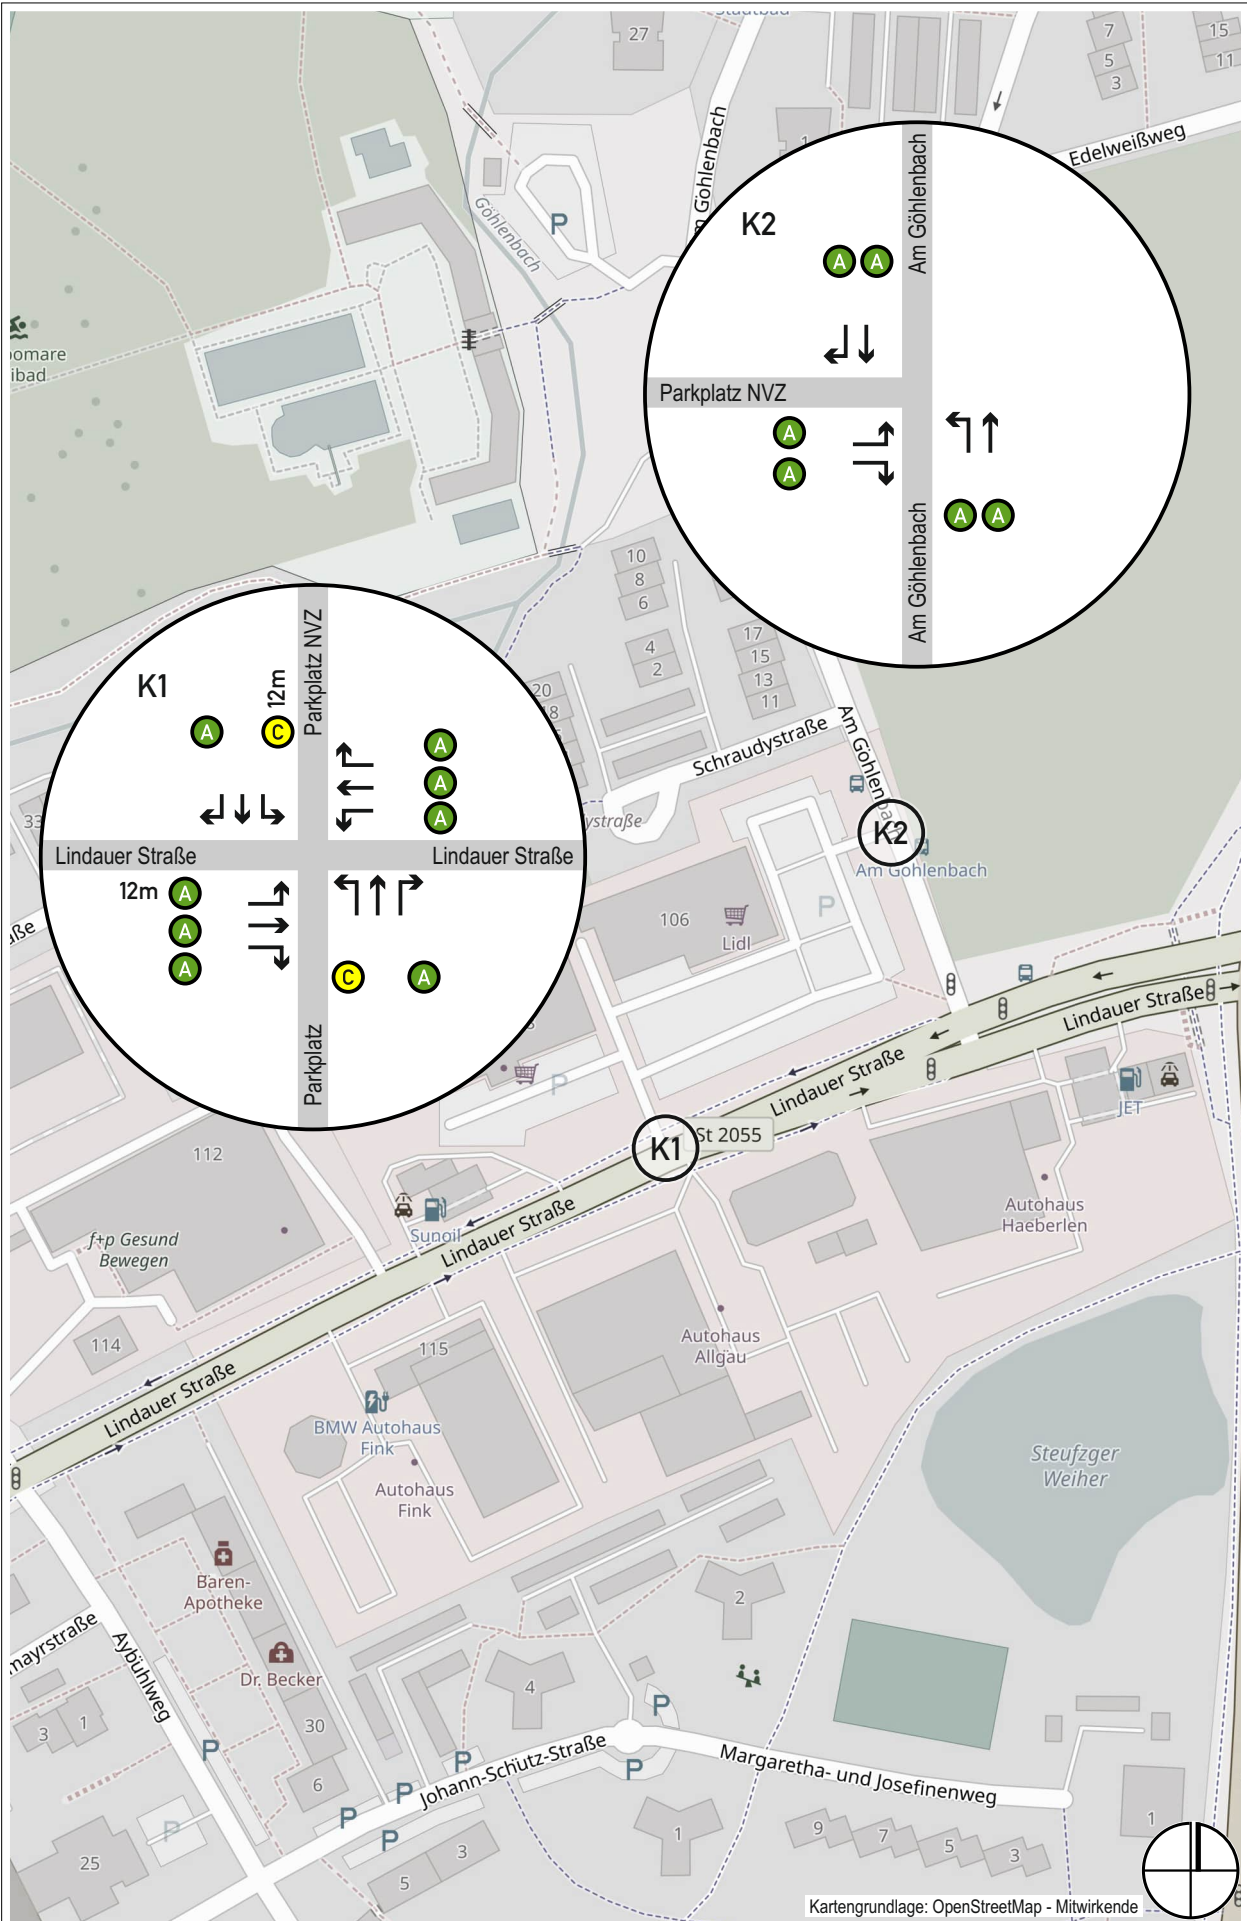 Stadtbad
27
7
5
3
15
11
1
Edelweißweg
Am Göhlenbach
Göhlenbach
P
K2
Am Göhlenbach
A A
Parkplatz NVZ
A
A
A A
Am Göhlenbach
ibad
10
8
6
4
2
17
15
13
11
20
18
K1
12m
Parkplatz NVZ
A
C
A
A
A
Lindauer Straße
Lindauer Straße
12m
A
A
A
C
A
Parkplatz
33
Schraudystraße
Am Göhlenbach
K2
Am Göhlenbach
106
Lidl
P
P
Lindauer Straße
Lindauer Straße
K1
St 2055
JET
112
f+p Gesund
Bewegen
Sunoil
Lindauer Straße
Autohaus
Haeberlen
114
115
Autohaus
Allgäu
Lindauer Straße
BMW Autohaus
Fink
Autohaus
Fink
Steufzger
Weiher
Bären-
Apotheke
Dr. Becker
mayrstraße
Aybühlweg
3
1
30
6
P
2
4
P
P
P
P
P
P
P
Johann-Schütz-Straße
Margaretha- und Josefinenweg
25
5
3
1
9
7
5
3
1
Kartengrundlage: OpenStreetMap - Mitwirkende